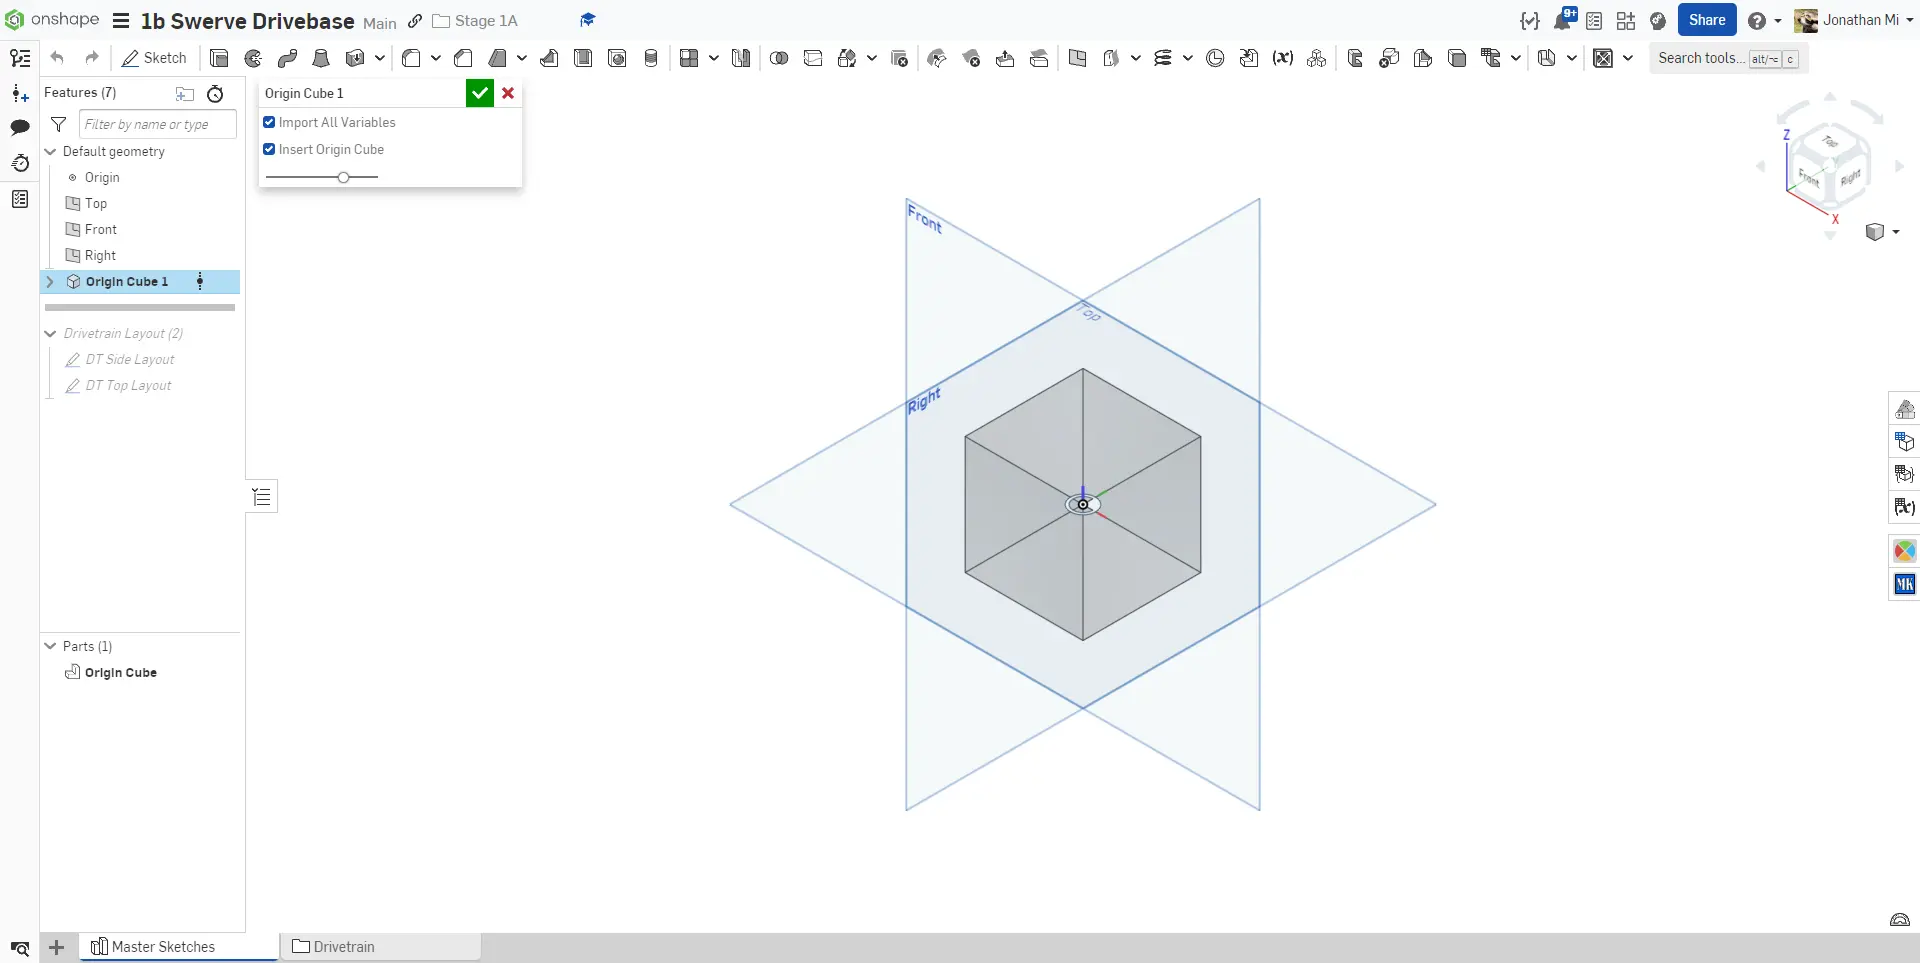 onshape 1b Swerve Drivebase Main Stage 1A 9+ Share Jonathan Mi
Sketch Search tools... alt/⌥ c
Features (7)
Filter by name or type
Default geometry
Origin
Top
Front
Right
Origin Cube 1
Drivetrain Layout (2)
DT Side Layout
DT Top Layout
Parts (1)
Origin Cube
Origin Cube 1
Import All Variables
Insert Origin Cube
Front
Top
Right
Z
Top
Front
Right
X
(x)
MK
Master Sketches
Drivetrain